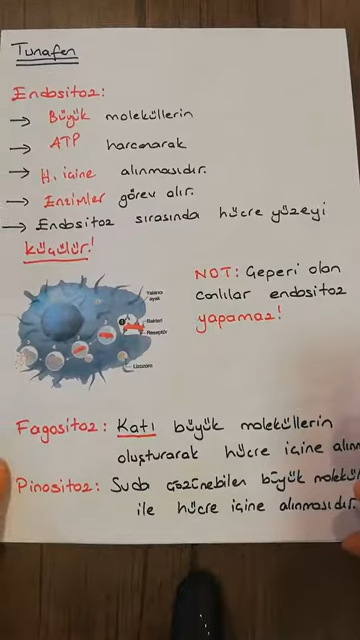 Tunafen
Endositoz:
→ Büyük moleküllerin
→ ATP harcanarak
→ H. içine alınmasıdır.
→ Enzimler görev alır.
→ Endositoz sırasında hücre yüzeyi
küçülür!
NOT: Çeperi olan
canlılar endositoz
yapamaz!
Yalancı
ayak
Bakteri
Reseptör
Lizozom
Fagositoz: Katı büyük moleküllerin
oluşturarak hücre içine alın
Pinositoz: Suda çözünebilen büyük molekül
ile hücre içine alınmasıdır.